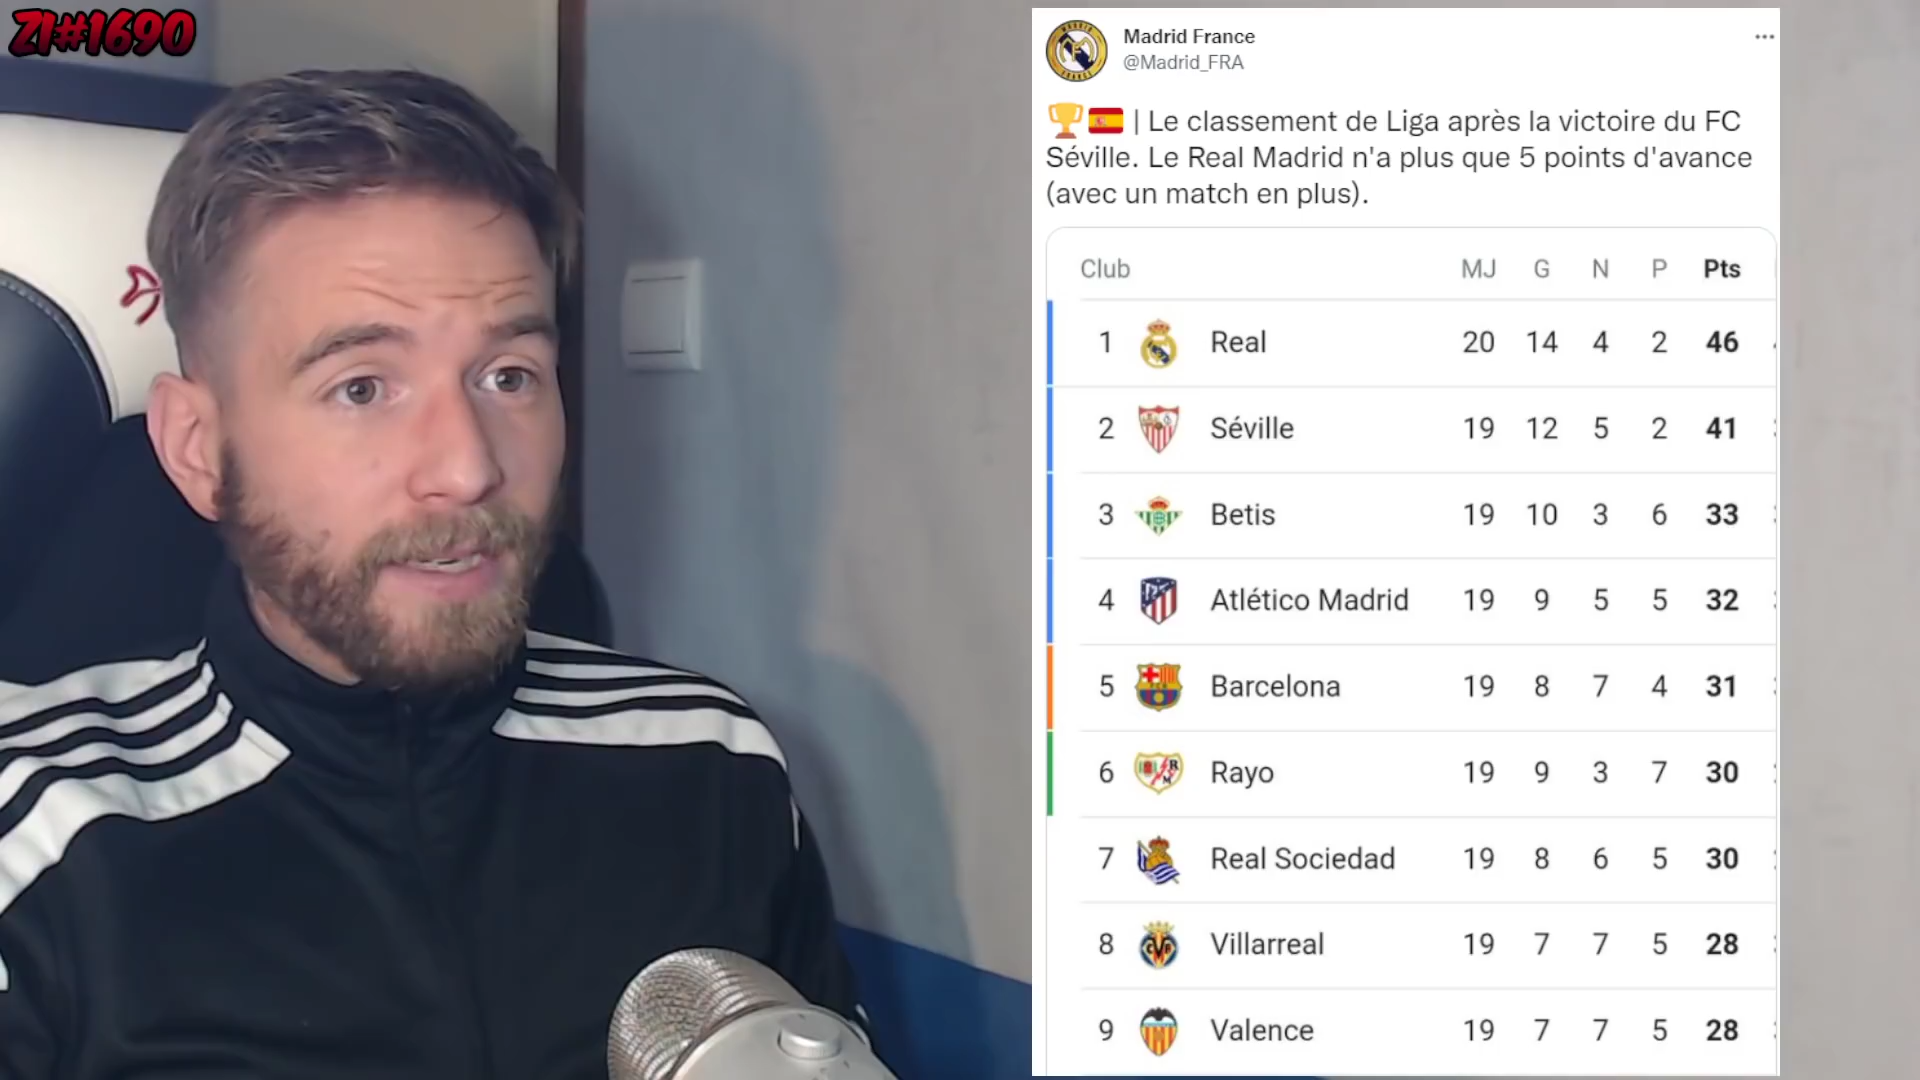 ZI#1690
Madrid France
@Madrid_FRA
🏆🇪🇸 | Le classement de Liga après la victoire du FC
Séville. Le Real Madrid n'a plus que 5 points d'avance
(avec un match en plus).
Club MJ G N P Pts
1 Real 20 14 4 2 46
2 Séville 19 12 5 2 41
3 Betis 19 10 3 6 33
4 Atlético Madrid 19 9 5 5 32
5 Barcelona 19 8 7 4 31
6 Rayo 19 9 3 7 30
7 Real Sociedad 19 8 6 5 30
8 Villarreal 19 7 7 5 28
9 Valence 19 7 7 5 28